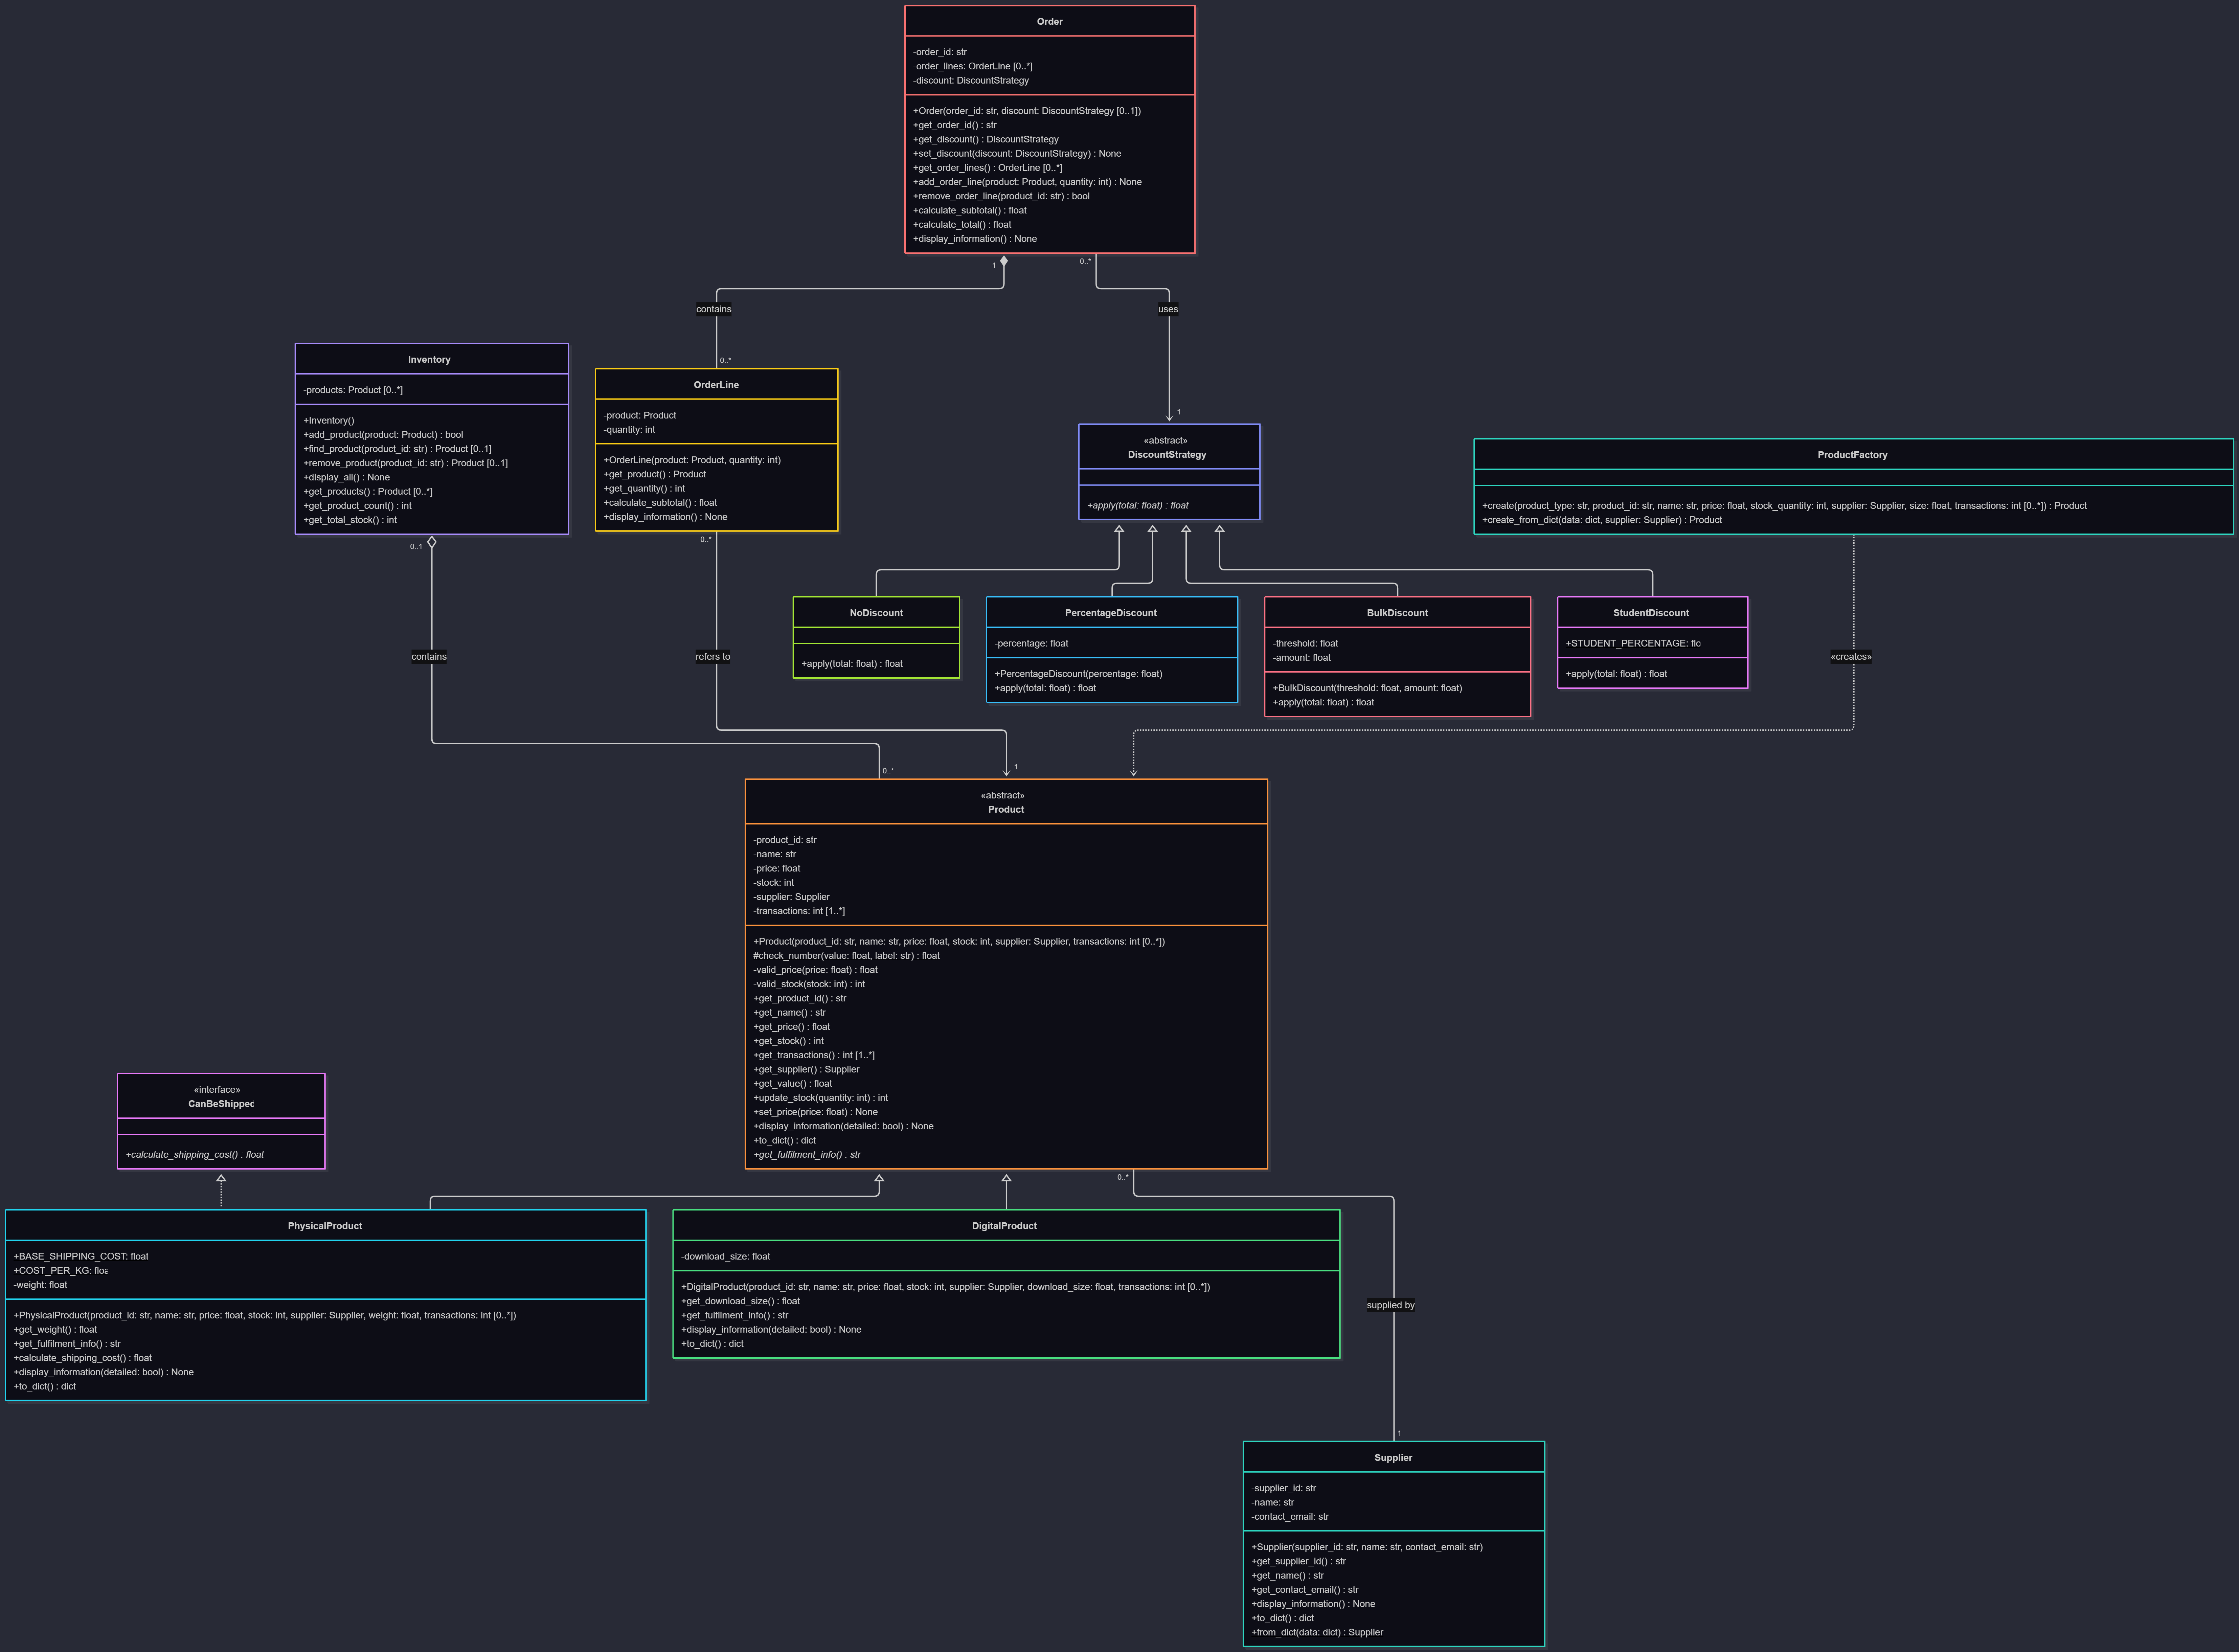 Order
-order_id: str
-order_lines: OrderLine [0..*]
-discount: DiscountStrategy
+Order(order_id: str, discount: DiscountStrategy [0..1])
+get_order_id() : str
+get_discount() : DiscountStrategy
+set_discount(discount: DiscountStrategy) : None
+get_order_lines() : OrderLine [0..*]
+add_order_line(product: Product, quantity: int) : None
+remove_order_line(product_id: str) : bool
+calculate_subtotal() : float
+calculate_total() : float
+display_information() : None
1
0..*
contains
uses
0..*
1
Inventory
-products: Product [0..*]
+Inventory()
+add_product(product: Product) : bool
+find_product(product_id: str) : Product [0..1]
+remove_product(product_id: str) : Product [0..1]
+display_all() : None
+get_products() : Product [0..*]
+get_product_count() : int
+get_total_stock() : int
OrderLine
-product: Product
-quantity: int
+OrderLine(product: Product, quantity: int)
+get_product() : Product
+get_quantity() : int
+calculate_subtotal() : float
+display_information() : None
«abstract»
DiscountStrategy
+apply(total: float) : float
ProductFactory
+create(product_type: str, product_id: str, name: str, price: float, stock_quantity: int, supplier: Supplier, size: float, transactions: int [0..*]) : Product
+create_from_dict(data: dict, supplier: Supplier) : Product
0..1
0..*
NoDiscount
+apply(total: float) : float
PercentageDiscount
-percentage: float
+PercentageDiscount(percentage: float)
+apply(total: float) : float
BulkDiscount
-threshold: float
-amount: float
+BulkDiscount(threshold: float, amount: float)
+apply(total: float) : float
StudentDiscount
+STUDENT_PERCENTAGE: flo
+apply(total: float) : float
contains
refers to
«creates»
0..*
1
«abstract»
Product
-product_id: str
-name: str
-price: float
-stock: int
-supplier: Supplier
-transactions: int [1..*]
+Product(product_id: str, name: str, price: float, stock: int, supplier: Supplier, transactions: int [0..*])
#check_number(value: float, label: str) : float
-valid_price(price: float) : float
-valid_stock(stock: int) : int
+get_product_id() : str
+get_name() : str
+get_price() : float
+get_stock() : int
+get_transactions() : int [1..*]
+get_supplier() : Supplier
+get_value() : float
+update_stock(quantity: int) : int
+set_price(price: float) : None
+display_information(detailed: bool) : None
+to_dict() : dict
+get_fulfilment_info() : str
«interface»
CanBeShipped
+calculate_shipping_cost() : float
0..*
PhysicalProduct
+BASE_SHIPPING_COST: float
+COST_PER_KG: floa
-weight: float
+PhysicalProduct(product_id: str, name: str, price: float, stock: int, supplier: Supplier, weight: float, transactions: int [0..*])
+get_weight() : float
+get_fulfilment_info() : str
+calculate_shipping_cost() : float
+display_information(detailed: bool) : None
+to_dict() : dict
DigitalProduct
-download_size: float
+DigitalProduct(product_id: str, name: str, price: float, stock: int, supplier: Supplier, download_size: float, transactions: int [0..*])
+get_download_size() : float
+get_fulfilment_info() : str
+display_information(detailed: bool) : None
+to_dict() : dict
supplied by
1
Supplier
-supplier_id: str
-name: str
-contact_email: str
+Supplier(supplier_id: str, name: str, contact_email: str)
+get_supplier_id() : str
+get_name() : str
+get_contact_email() : str
+display_information() : None
+to_dict() : dict
+from_dict(data: dict) : Supplier